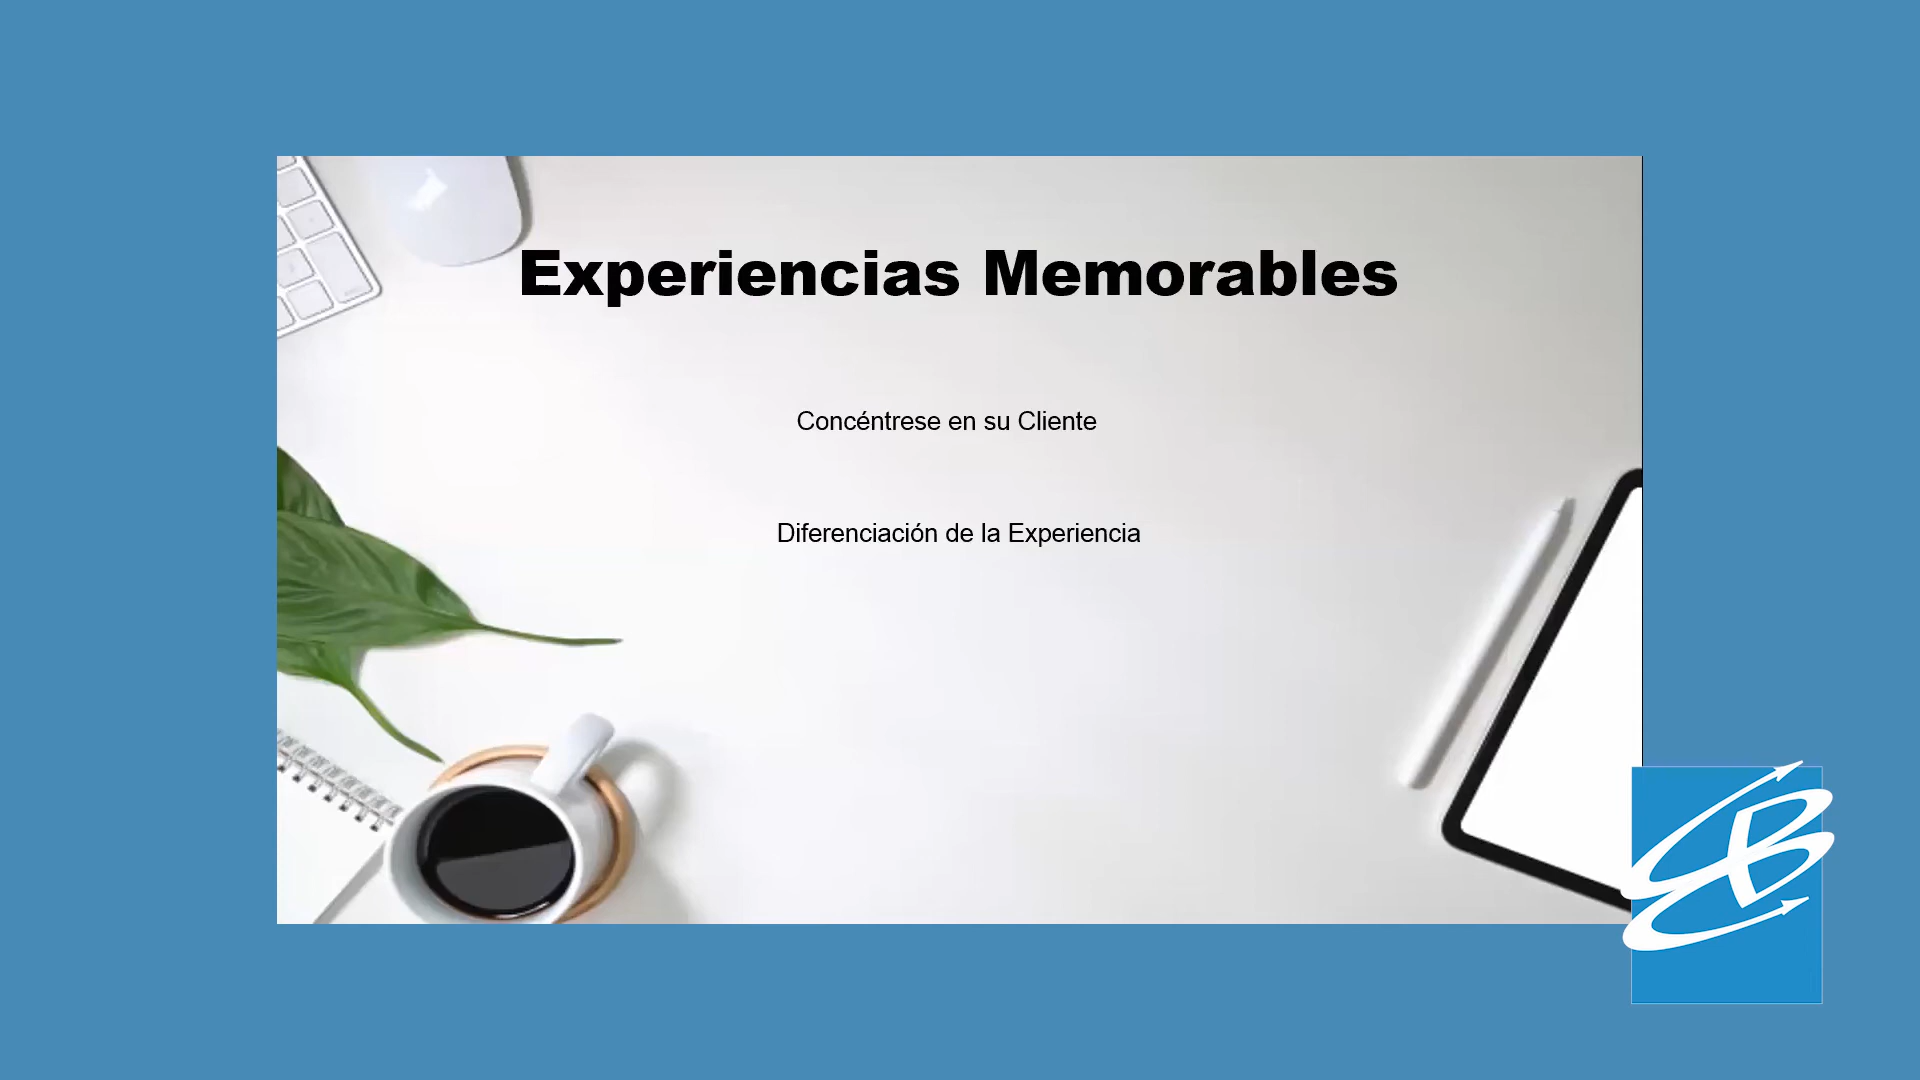 Experiencias Memorables
Concéntrese en su Cliente
Diferenciación de la Experiencia